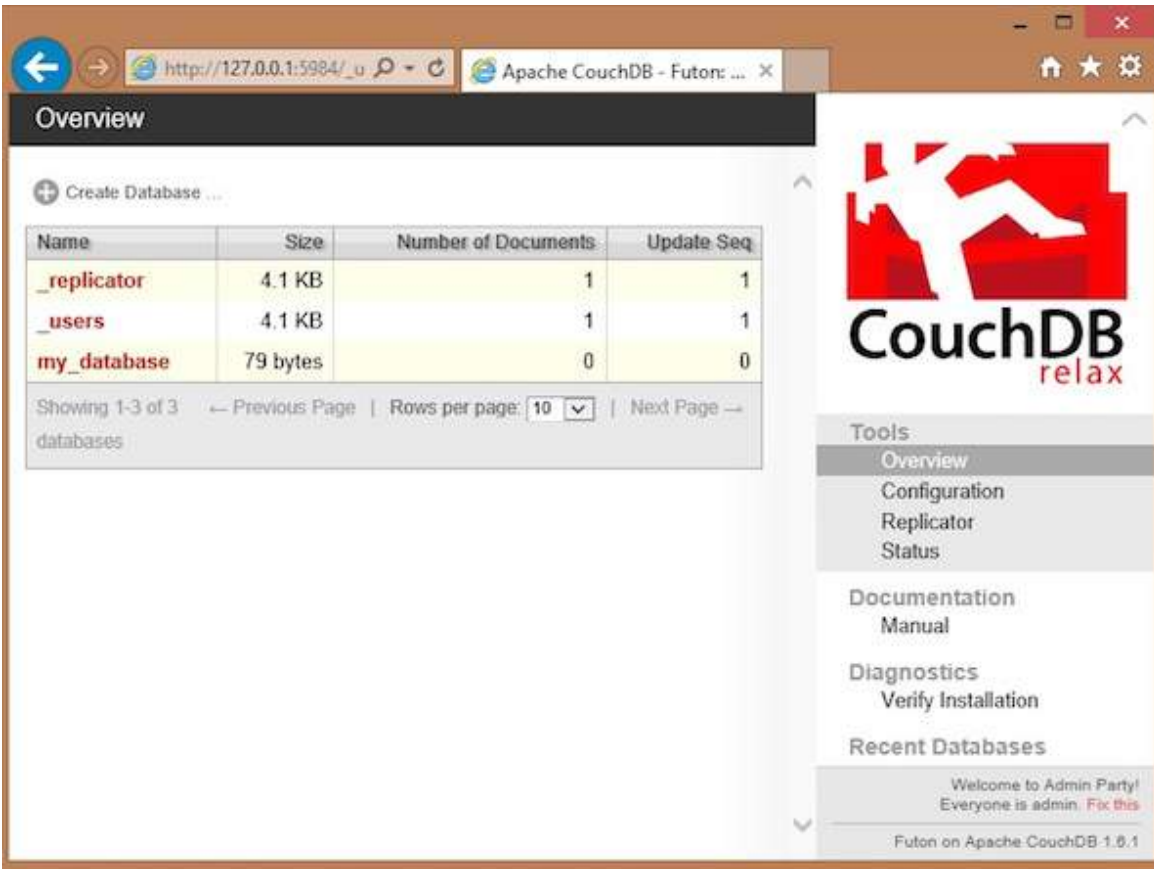 http://127.0.0.1:5984/_u
Apache CouchDB - Futon: ...
Overview
Create Database ...
Name Size Number of Documents Update Seq
_replicator 4.1 KB 1 1
_users 4.1 KB 1 1
my_database 79 bytes 0 0
Showing 1-3 of 3 databases ← Previous Page | Rows per page: 10 | Next Page →
CouchDB
relax
Tools
Overview
Configuration
Replicator
Status
Documentation
Manual
Diagnostics
Verify Installation
Recent Databases
Welcome to Admin Party!
Everyone is admin. Fix this
Futon on Apache CouchDB 1.6.1